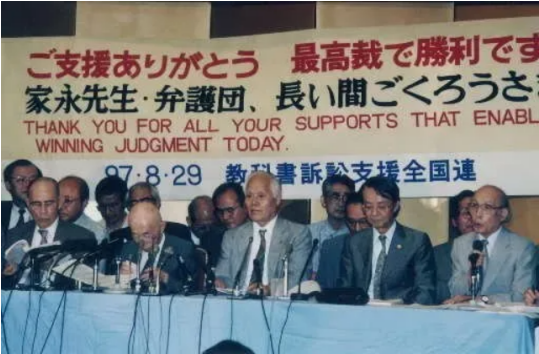 ご支援ありがとう 最高裁で勝利です
家永先生・弁護団、長い間ごくろうさ
THANK YOU FOR ALL YOUR SUPPORTS THAT ENABL
WINNING JUDGMENT TODAY.
97・8・29 教科書訴訟支援全国連